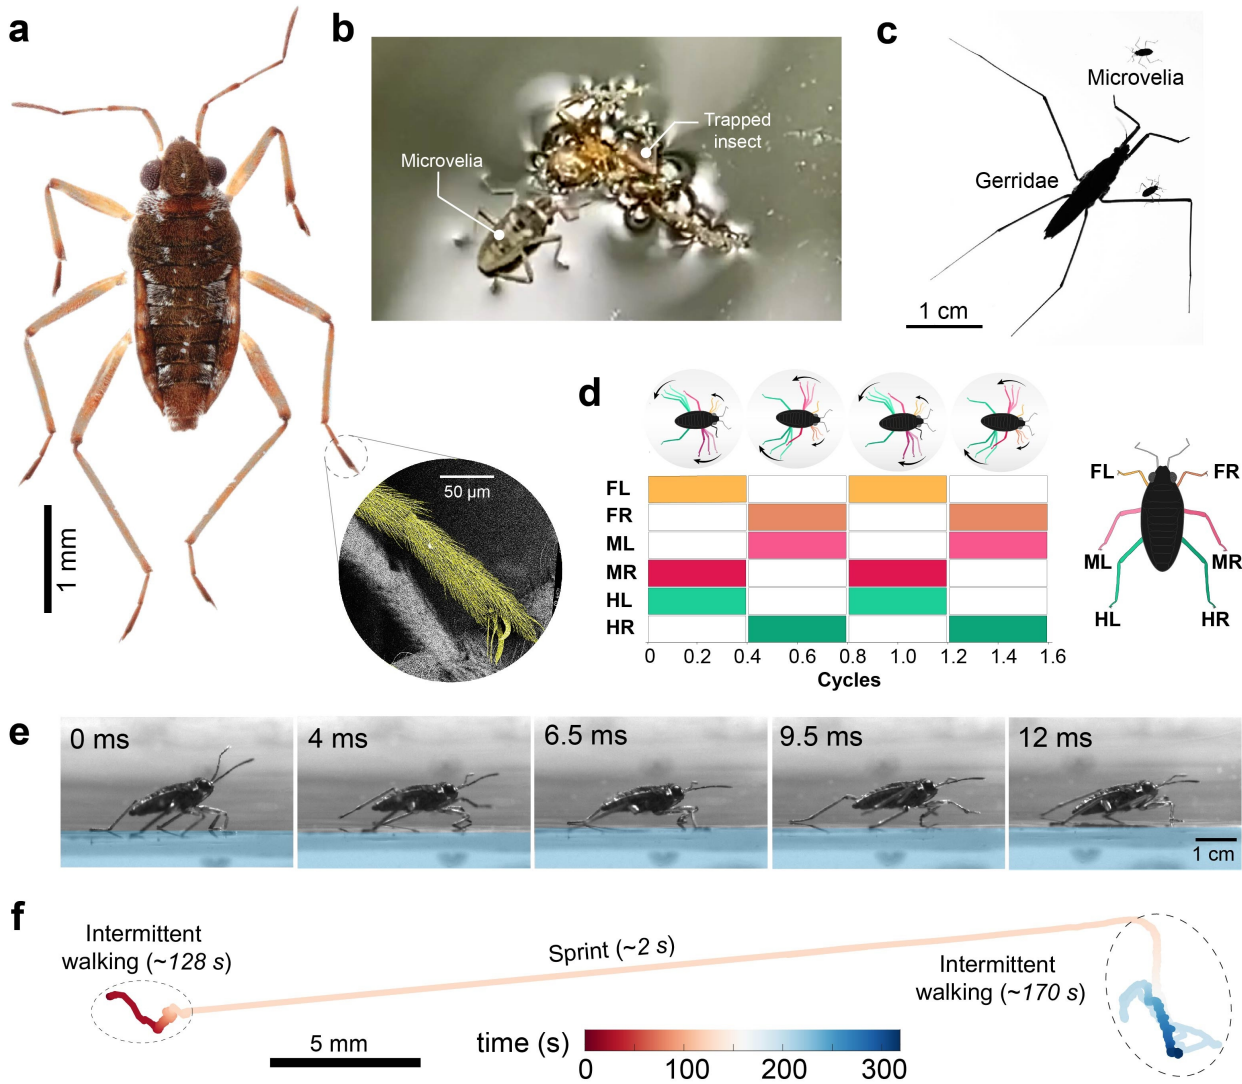 a
1 mm
50 µm
b
Microvelia
Trapped
insect
c
Microvelia
Gerridae
1 cm
d
FL
FR
ML
MR
HL
HR
0 0.2 0.4 0.6 0.8 1.0 1.2 1.4 1.6
Cycles
FL FR
ML MR
HL HR
e
0 ms
4 ms
6.5 ms
9.5 ms
12 ms
1 cm
f
Intermittent
walking (~128 s)
Sprint (~2 s)
Intermittent
walking (~170 s)
5 mm
time (s)
0 100 200 300